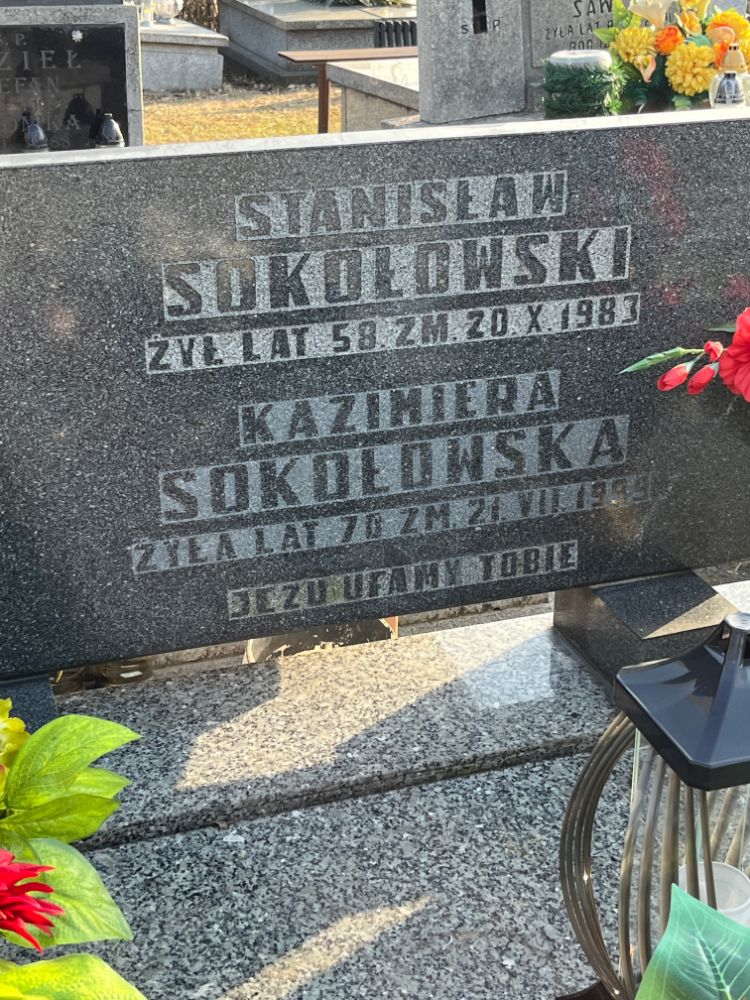 S P
STANISŁAW
SOKOŁOWSKI
ŻYŁ LAT 58. ZM. 20. X. 1983
KAZIMIERA
SOKOŁOWSKA
ŻYŁA LAT 70 ZM. 21. VII. 1995
JEZU UFAMY TOBIE